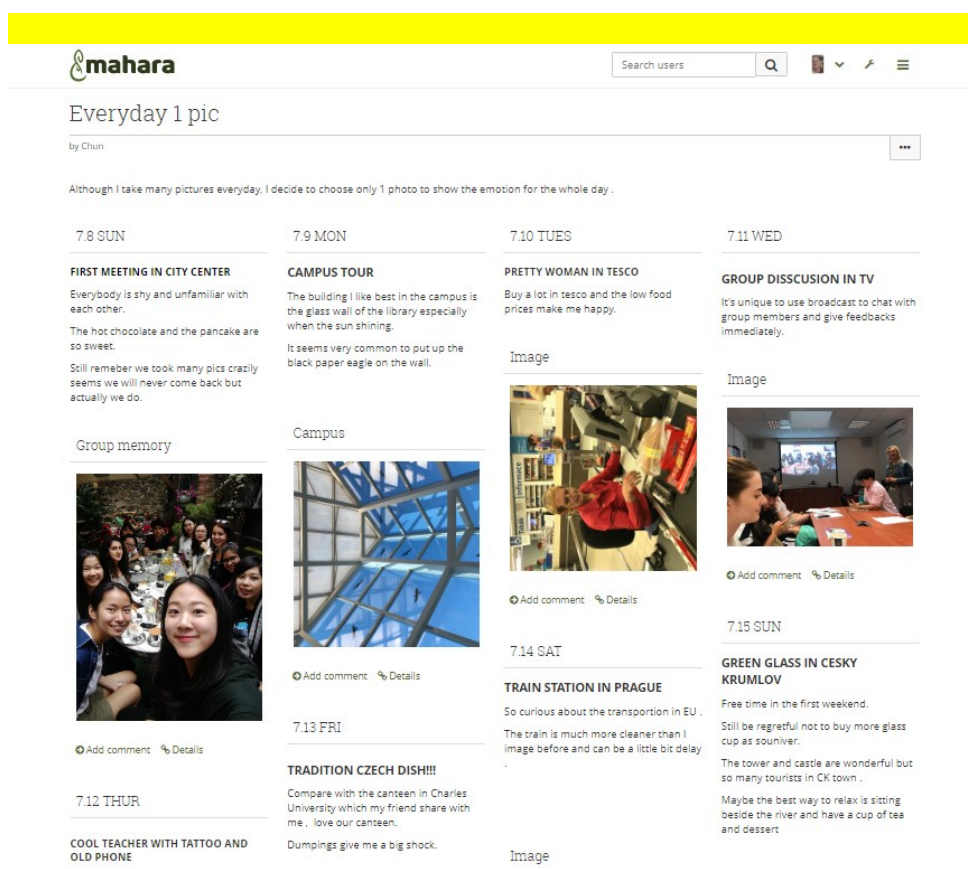 mahara
Search users
Everyday 1 pic
by Chun
Although I take many pictures everyday, I decide to choose only 1 photo to show the emotion for the whole day .
7.8 SUN
FIRST MEETING IN CITY CENTER
Everybody is shy and unfamiliar with
each other.
The hot chocolate and the pancake are
so sweet.
Still remeber we took many pics crazily
seems we will never come back but
actually we do.
Group memory
Add comment Details
7.12 THUR
COOL TEACHER WITH TATTOO AND
OLD PHONE
7.9 MON
CAMPUS TOUR
The building I like best in the campus is
the glass wall of the library especially
when the sun shining.
It seems very common to put up the
black paper eagle on the wall.
Campus
Add comment Details
7.13 FRI
TRADITION CZECH DISH!!!
Compare with the canteen in Charles
University which my friend share with
me , love our canteen.
Dumpings give me a big shock.
7.10 TUES
PRETTY WOMAN IN TESCO
Buy a lot in tesco and the low food
prices make me happy.
Image
Informace
Add comment Details
7.14 SAT
TRAIN STATION IN PRAGUE
So curious about the transportion in EU .
The train is much more cleaner than I
image before and can be a little bit delay
.
Image
7.11 WED
GROUP DISSCUSION IN TV
It's unique to use broadcast to chat with
group members and give feedbacks
immediately.
Image
Add comment Details
7.15 SUN
GREEN GLASS IN CESKY
KRUMLOV
Free time in the first weekend.
Still be regretful not to buy more glass
cup as souniver.
The tower and castle are wonderful but
so many tourists in CK town .
Maybe the best way to relax is sitting
beside the river and have a cup of tea
and dessert